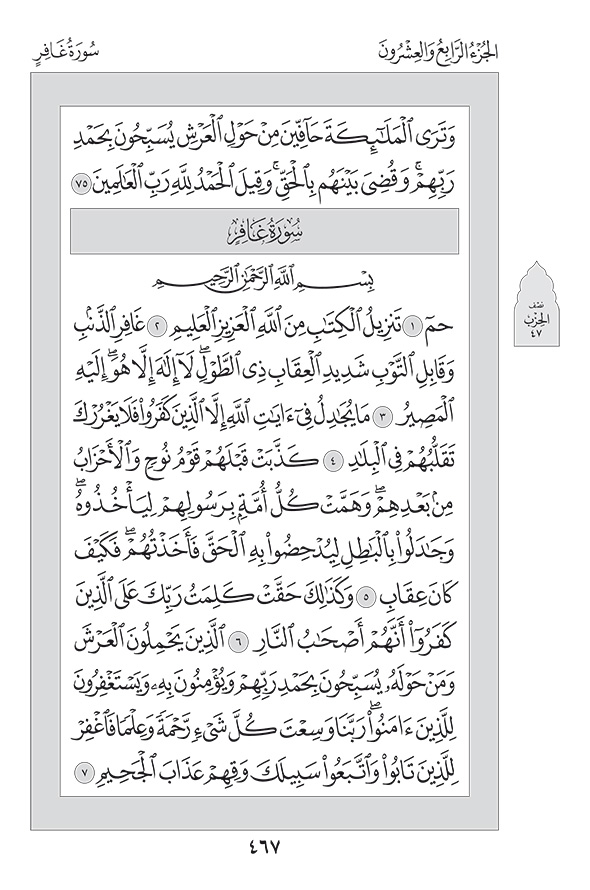 الجُزْءُ الرَّابِعُ وَالعِشْرُونَ
سُورَةُ غَافِرٍ
وَتَرَى ٱلْمَلَٰٓئِكَةَ حَآفِّينَ مِنْ حَوْلِ ٱلْعَرْشِ يُسَبِّحُونَ بِحَمْدِ
رَبِّهِمْۖ وَقُضِىَ بَيْنَهُم بِٱلْحَقِّۚ وَقِيلَ ٱلْحَمْدُ لِلَّهِ رَبِّ ٱلْعَٰلَمِينَ ٧٥
سُورَةُ غَافِرٍ
بِسْمِ ٱللَّهِ ٱلرَّحْمَٰنِ ٱلرَّحِيمِ
حمٓ ١ تَنزِيلُ ٱلْكِتَٰبِ مِنَ ٱللَّهِ ٱلْعَزِيزِ ٱلْعَلِيمِ ٢ غَافِرِ ٱلذَّنۢبِ
وَقَابِلِ ٱلتَّوْبِ شَدِيدِ ٱلْعِقَابِ ذِى ٱلطَّوْلِۖ لَآ إِلَٰهَ إِلَّا هُوَۖ إِلَيْهِ
ٱلْمَصِيرُ ٣ مَا يُجَٰدِلُ فِىٓ ءَايَٰتِ ٱللَّهِ إِلَّا ٱلَّذِينَ كَفَرُوا۟ فَلَا يَغْرُرْكَ
تَقَلُّبُهُمْ فِى ٱلْبِلَٰدِ ٤ كَذَّبَتْ قَبْلَهُمْ قَوْمُ نُوحٍ وَٱلْأَحْزَابُ
مِنۢ بَعْدِهِمْۖ وَهَمَّتْ كُلُّ أُمَّةٍۭ بِرَسُولِهِمْ لِيَأْخُذُوهُۖ
وَجَٰدَلُوا۟ بِٱلْبَٰطِلِ لِيُدْحِضُوا۟ بِهِ ٱلْحَقَّ فَأَخَذْتُهُمْۖ فَكَيْفَ
كَانَ عِقَابِ ٥ وَكَذَٰلِكَ حَقَّتْ كَلِمَتُ رَبِّكَ عَلَى ٱلَّذِينَ
كَفَرُوٓا۟ أَنَّهُمْ أَصْحَٰبُ ٱلنَّارِ ٦ ٱلَّذِينَ يَحْمِلُونَ ٱلْعَرْشَ
وَمَنْ حَوْلَهُۥ يُسَبِّحُونَ بِحَمْدِ رَبِّهِمْ وَيُؤْمِنُونَ بِهِۦ وَيَسْتَغْفِرُونَ
لِلَّذِينَ ءَامَنُوا۟ۖ رَبَّنَا وَسِعْتَ كُلَّ شَىْءٍ رَّحْمَةً وَعِلْمًا فَٱغْفِرْ
لِلَّذِينَ تَابُوا۟ وَٱتَّبَعُوا۟ سَبِيلَكَ وَقِهِمْ عَذَابَ ٱلْجَحِيمِ ٧
نصف
الحزب
٤٧
٤٦٧